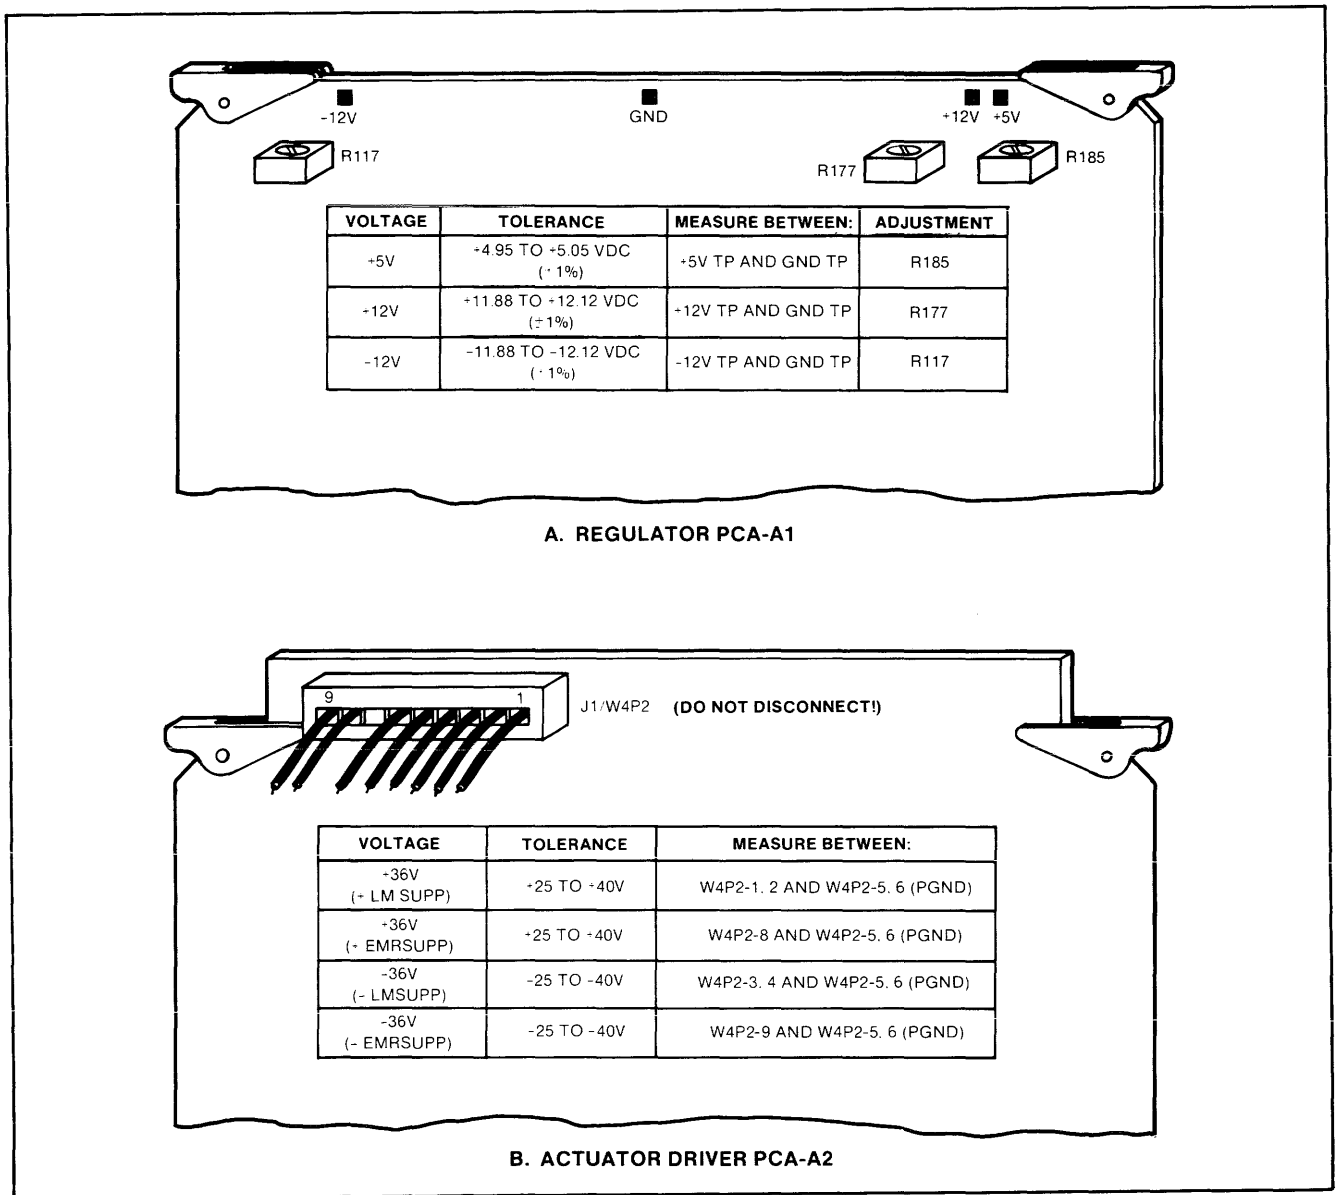 -12V GND +12V +5V
R117 R177 R185
VOLTAGE TOLERANCE MEASURE BETWEEN: ADJUSTMENT
+5V +4.95 TO +5.05 VDC +5V TP AND GND TP R185
(± 1%)
+12V +11.88 TO +12.12 VDC +12V TP AND GND TP R177
(±1%)
-12V -11.88 TO -12.12 VDC -12V TP AND GND TP R117
(± 1%)
A. REGULATOR PCA-A1
9 1
J1/W4P2 (DO NOT DISCONNECT!)
VOLTAGE TOLERANCE MEASURE BETWEEN:
+36V +25 TO +40V W4P2-1. 2 AND W4P2-5. 6 (PGND)
(+ LM SUPP)
+36V +25 TO +40V W4P2-8 AND W4P2-5. 6 (PGND)
(+ EMRSUPP)
-36V -25 TO -40V W4P2-3. 4 AND W4P2-5. 6 (PGND)
(- LMSUPP)
-36V -25 TO -40V W4P2-9 AND W4P2-5. 6 (PGND)
(- EMRSUPP)
B. ACTUATOR DRIVER PCA-A2